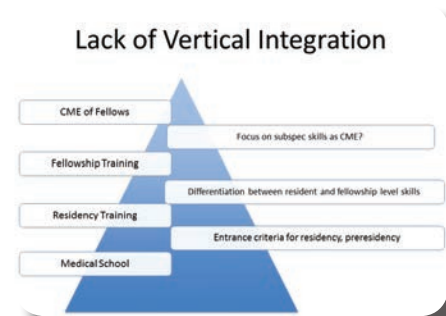 Lack of Vertical Integration
CME of Fellows
Focus on subspec skills as CME?
Fellowship Training
Differentiation between resident and fellowship level skills
Residency Training
Entrance criteria for residency, preresidency
Medical School